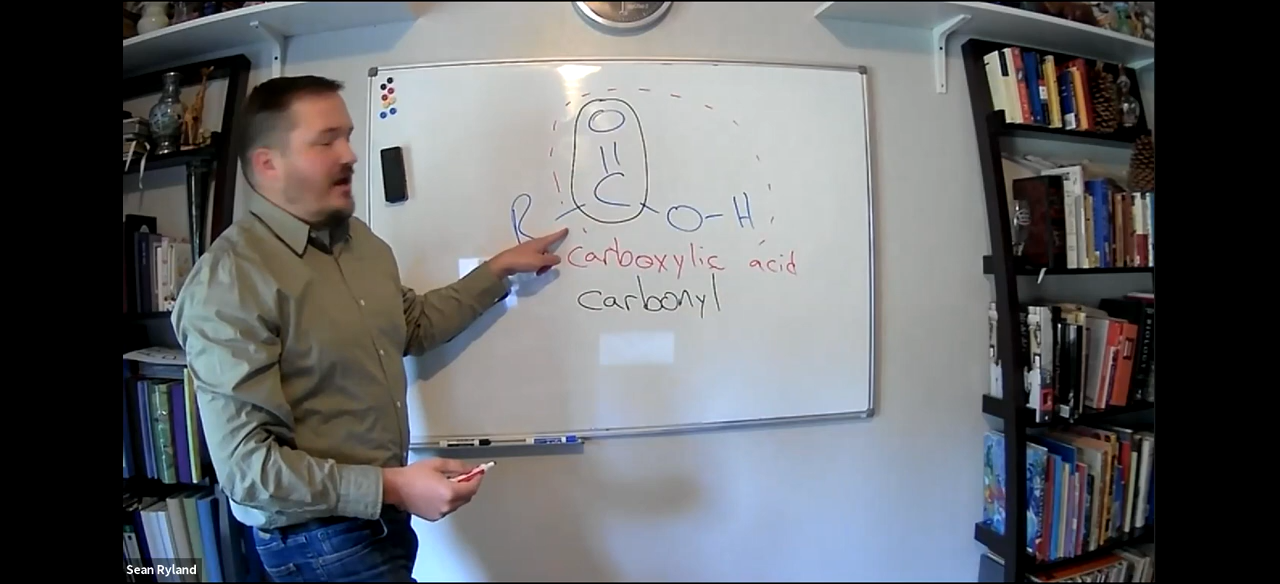 O
||
C
R O-H
carboxylic acid
carbonyl
Sean Ryland